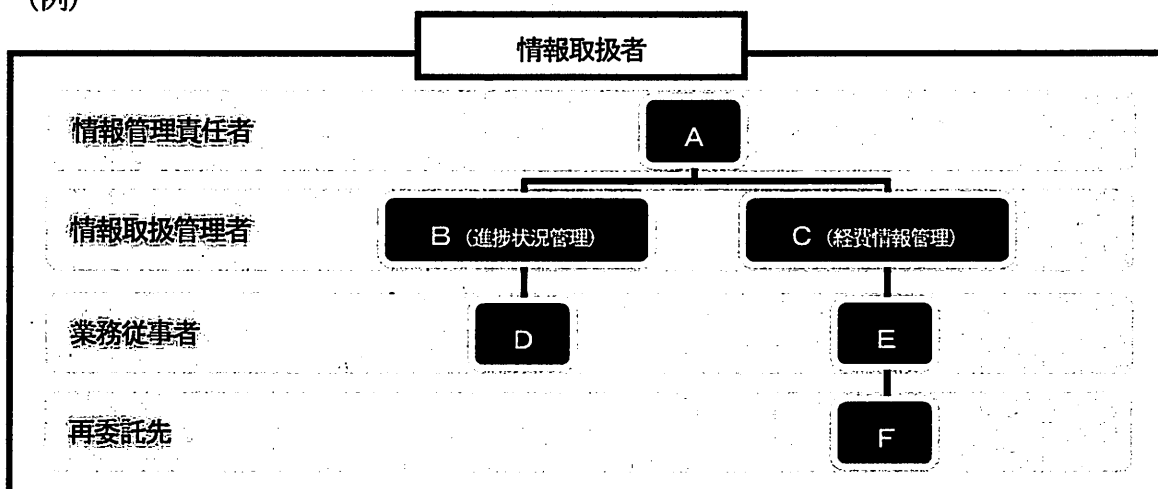 (例)
情報取扱者
情報管理責任者
A
情報取扱管理者
B (進捗状況管理)
C (経費情報管理)
業務従事者
D
E
再委託先
F